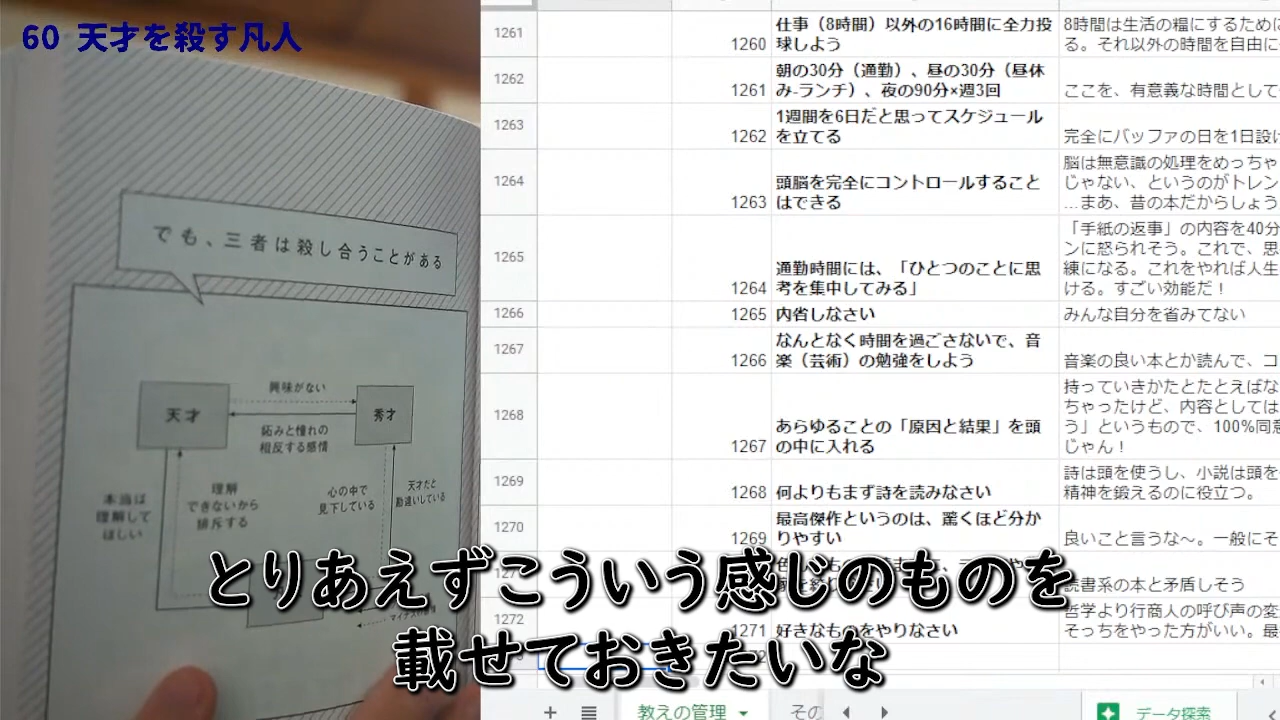 60 天才を殺す凡人
でも、三者は殺し合うことがある
天才
興味がない
秀才
妬みと憧れの
相反する感情
本当は
理解して
ほしい
理解
できないから
排斥する
心の中で
見下している
天才だと
勘違いしている
1261
1260
仕事（8時間）以外の16時間に全力投
球しよう
8時間は生活の糧にするために
る。それ以外の時間を自由に
1262
1261
朝の30分（通勤）、昼の30分（昼休
み-ランチ）、夜の90分×週3回
ここを、有意義な時間として
1263
1262
1週間を6日だと思ってスケジュール
を立てる
完全にバッファの日を1日設け
1264
1263
頭脳を完全にコントロールすること
はできる
脳は無意識の処理をめっちゃ
じゃない、というのがトレン
…まあ、昔の本だからしょう
1265
1264
通勤時間には、「ひとつのことに思
考を集中してみる」
「手紙の返事」の内容を40分
ンに怒られそう。これで、思
練になる。これをやれば人生
ける。すごい効能だ！
1266
1265
内省しなさい
みんな自分を省みてない
1267
1266
なんとなく時間を過ごさないで、音
楽（芸術）の勉強をしよう
音楽の良い本とか読んで、コ
1268
1267
あらゆることの「原因と結果」を頭
の中に入れる
持っていきかたとたとえばな
ちゃったけど、内容としては
う」というもので、100%同意
じゃん！
1269
1268
何よりもまず詩を読みなさい
詩は頭を使うし、小説は頭を
精神を鍛えるのに役立つ。
1270
1269
最高傑作というのは、驚くほど分か
りやすい
良いこと言うな〜。一般にそ
読書系の本と矛盾しそう
1272
1271
好きなものをやりなさい
哲学より行商人の呼び声の変
そっちをやった方がいい。最
とりあえずこういう感じのものを
載せておきたいな
教えの管理
その
データ探索